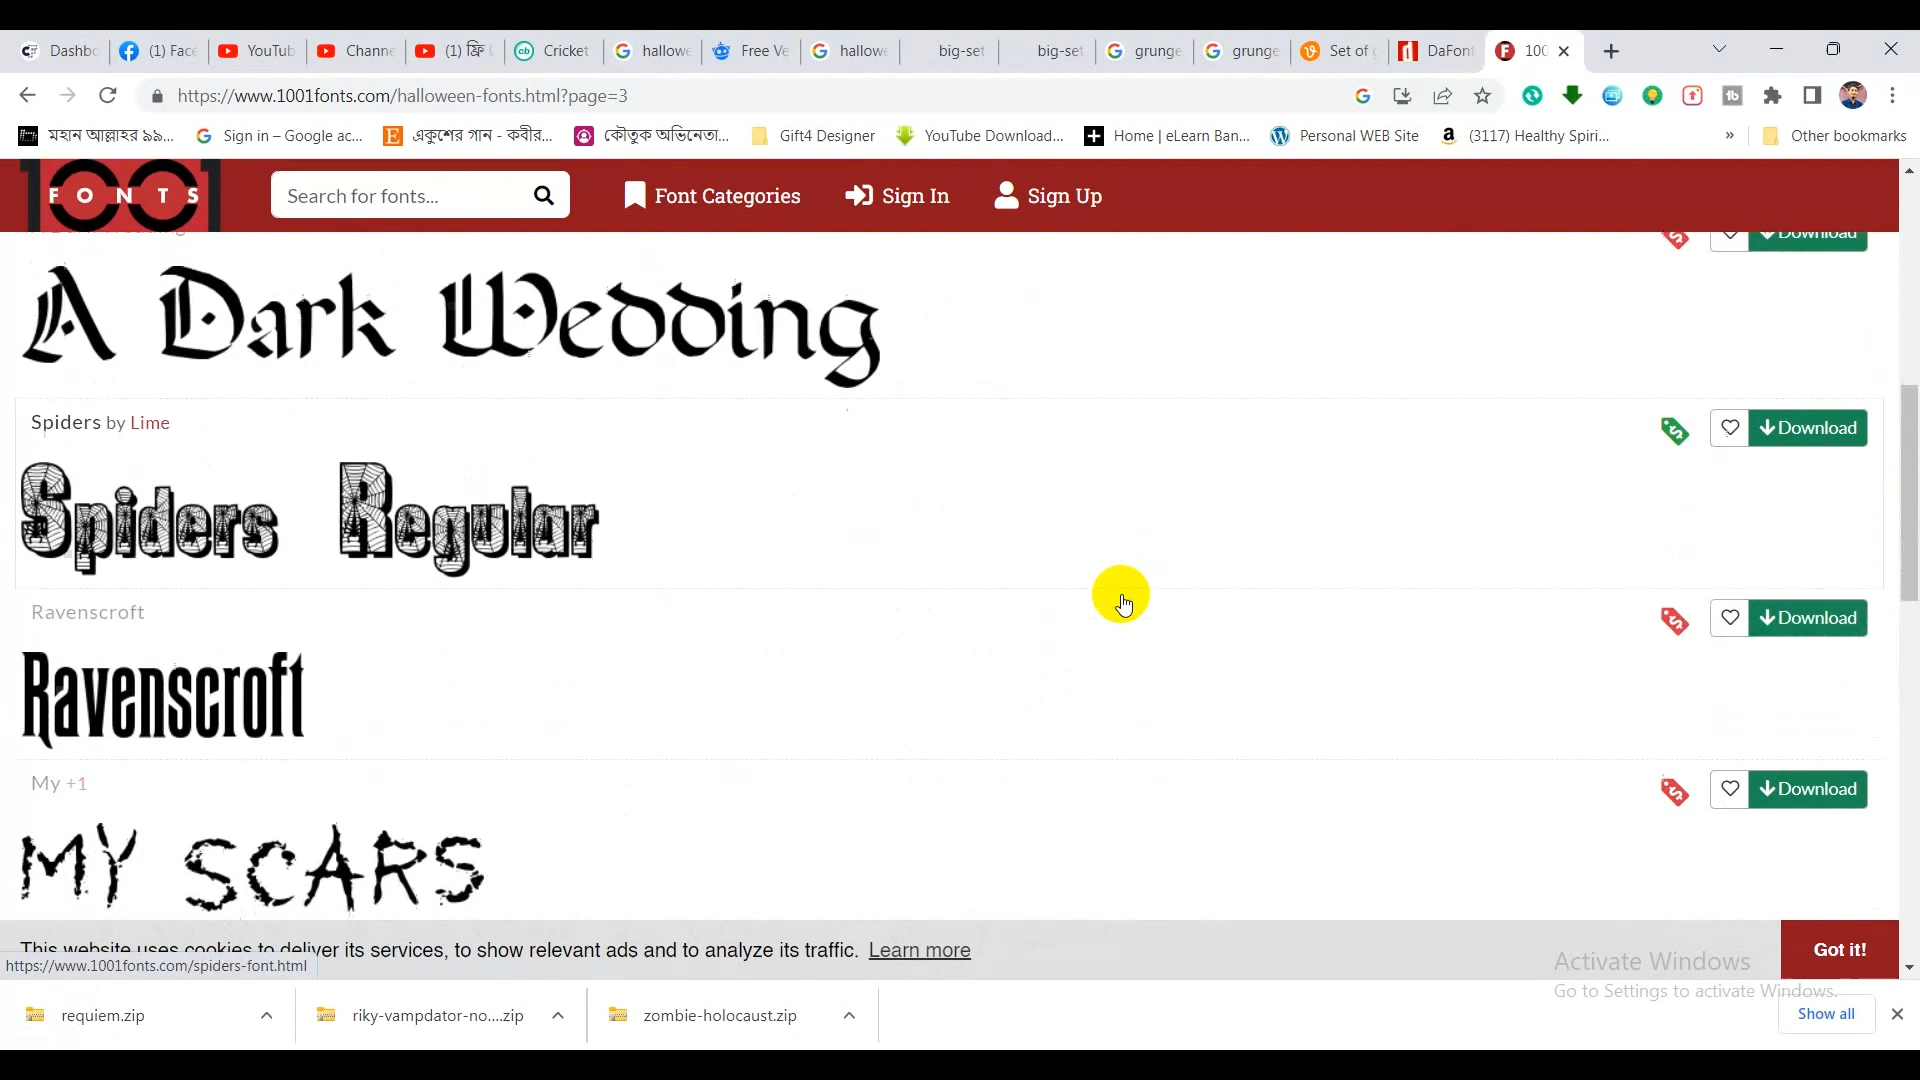 Dashbo (1) Face YouTub Channe (1) ফ্রি ( Cricket hallowe Free Ve hallowe big-set big-set grunge grunge Set of g DaFont 100
https://www.1001fonts.com/halloween-fonts.html?page=3
মহান আল্লাহর ৯৯... Sign in – Google ac... একুশের গান - কবীর... কৌতুক অভিনেতা... Gift4 Designer YouTube Download... Home | eLearn Ban... Personal WEB Site (3117) Healthy Spiri... » Other bookmarks
1001 FONTS Search for fonts... Font Categories Sign In Sign Up
Download
A Dark Wedding
Spiders by Lime Download
Spiders Regular
Ravenscroft Download
Ravenscroft
My +1 Download
MY SCARS
This website uses cookies to deliver its services, to show relevant ads and to analyze its traffic. Learn more Got it!
https://www.1001fonts.com/spiders-font.html
Activate Windows
Go to Settings to activate Windows.
requiem.zip riky-vampdator-no....zip zombie-holocaust.zip Show all